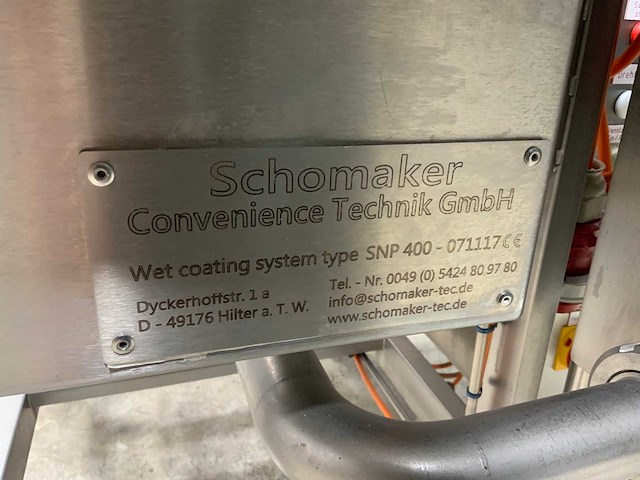 Schomaker
Convenience Technik GmbH
Wet coating system type SNP 400 - 071117 CE
Dyckerhoffstr. 1 a
D - 49176 Hilter a. T. W.
Tel. - Nr. 0049 (0) 5424 80 97 80
info@schomaker-tec.de
www.schomaker-tec.de